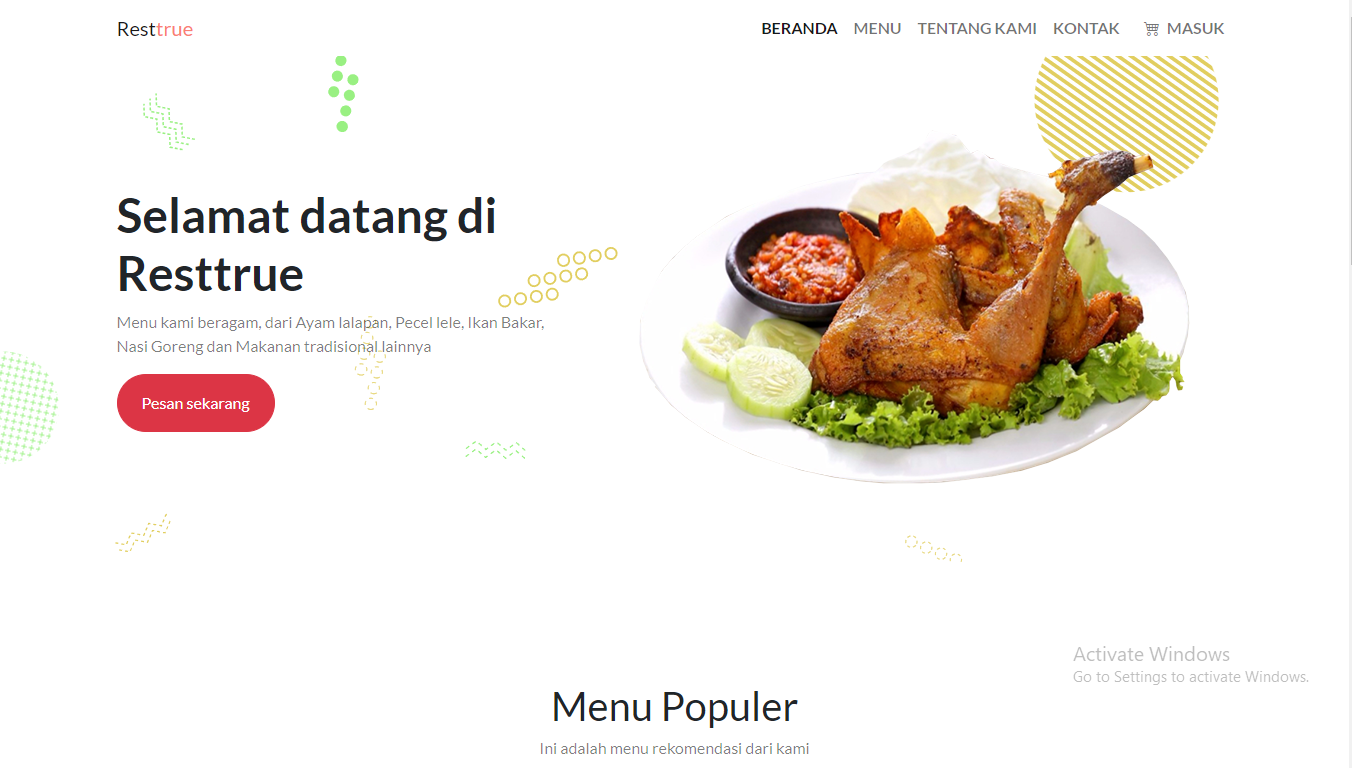 Resttrue
BERANDA MENU TENTANG KAMI KONTAK MASUK
Selamat datang di
Resttrue
Menu kami beragam, dari Ayam lalapan, Pecel lele, Ikan Bakar,
Nasi Goreng dan Makanan tradisional lainnya
Pesan sekarang
Activate Windows
Go to Settings to activate Windows.
Menu Populer
Ini adalah menu rekomendasi dari kami